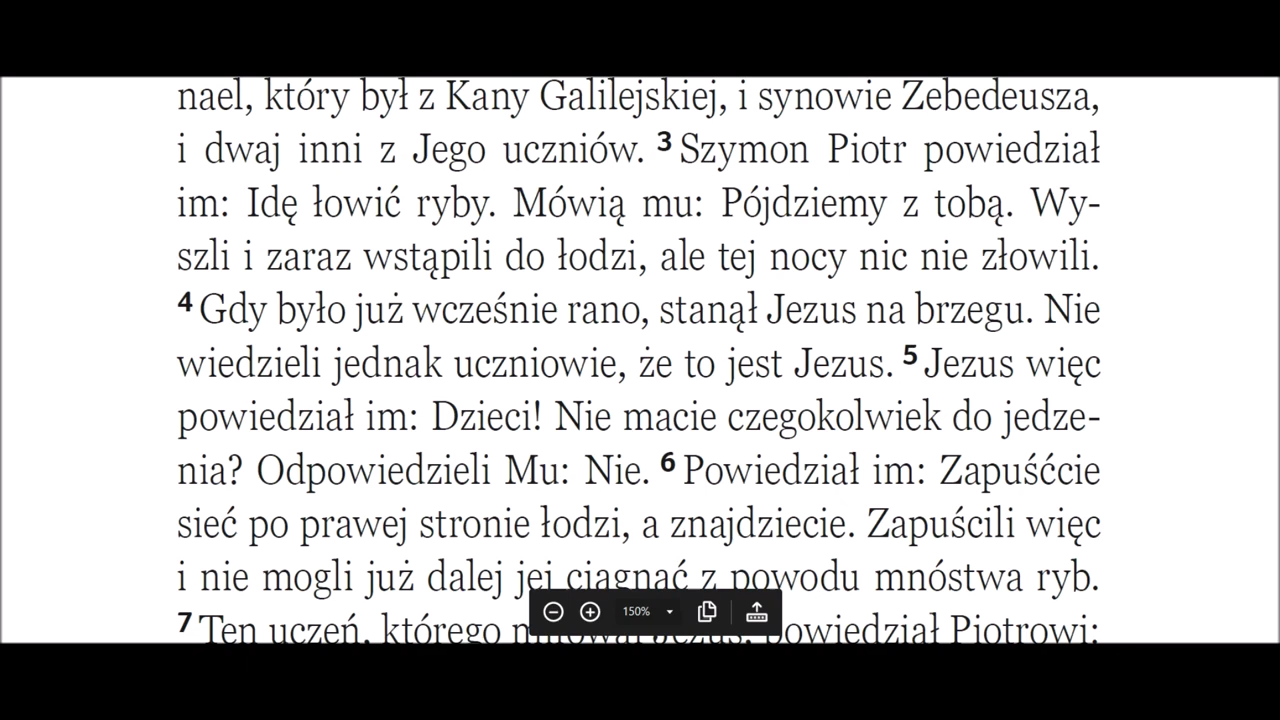 nael, który był z Kany Galilejskiej, i synowie Zebedeusza,
i dwaj inni z Jego uczniów. 3 Szymon Piotr powiedział
im: Idę łowić ryby. Mówią mu: Pójdziemy z tobą. Wy-
szli i zaraz wstąpili do łodzi, ale tej nocy nic nie złowili.
4 Gdy było już wcześnie rano, stanął Jezus na brzegu. Nie
wiedzieli jednak uczniowie, że to jest Jezus. 5 Jezus więc
powiedział im: Dzieci! Nie macie czegokolwiek do jedze-
nia? Odpowiedzieli Mu: Nie. 6 Powiedział im: Zapuśćcie
sieć po prawej stronie łodzi, a znajdziecie. Zapuścili więc
i nie mogli już dalej jej ciągnąć z powodu mnóstwa ryb.
150%
7 Ten uczeń, którego miłował Jezus, powiedział Piotrowi: